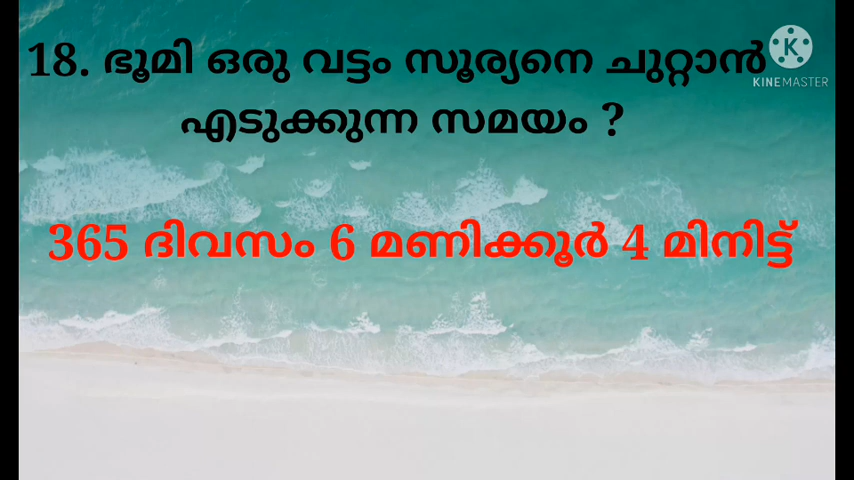 18. ഭൂമി ഒരു വട്ടം സൂര്യനെ ചുറ്റാൻ
എടുക്കുന്ന സമയം ?
365 ദിവസം 6 മണിക്കൂർ 4 മിനിട്ട്
K
KINEMASTER